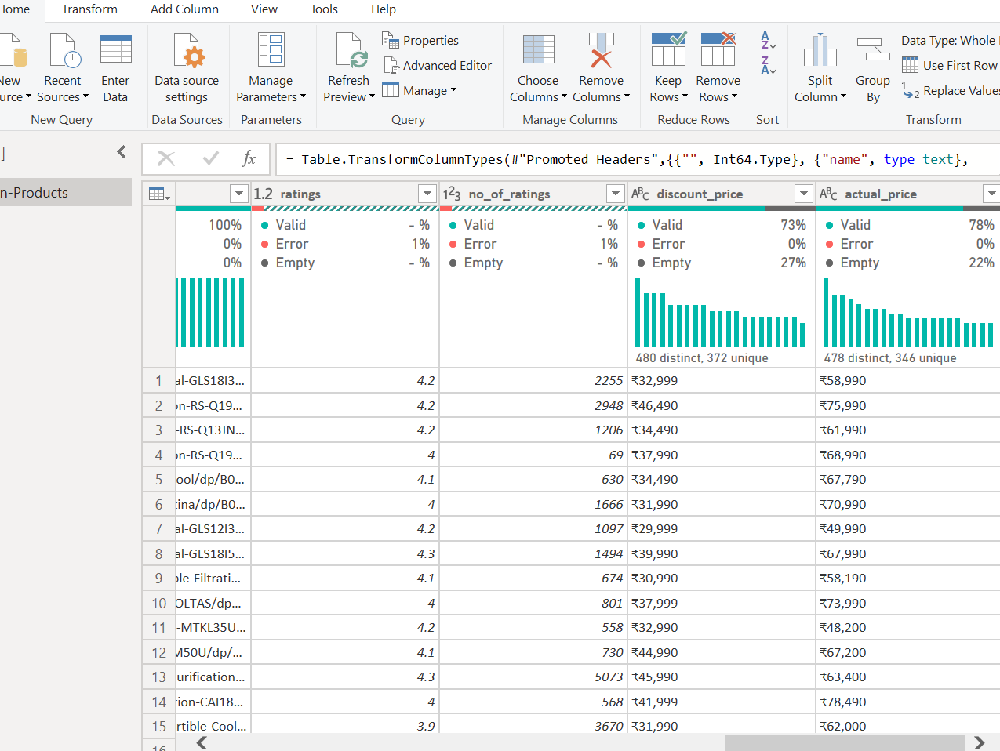 Home Transform Add Column View Tools Help
Properties Data Type: Whole
Advanced Editor Use First Row
New Recent Enter Data source Manage Refresh Choose Remove Keep Remove Split Group
Source Sources Data settings Parameters Preview Manage Columns Columns Rows Rows Column By Replace Values
New Query Data Sources Parameters Query Manage Columns Reduce Rows Sort Transform
]
fx = Table.TransformColumnTypes(#"Promoted Headers",{{"", Int64.Type}, {"name", type text},
n-Products
1.2 ratings 123 no_of_ratings ABC discount_price ABC actual_price
100% Valid - % Valid - % Valid 73% Valid 78%
0% Error 1% Error 1% Error 0% Error 0%
0% Empty - % Empty - % Empty 27% Empty 22%
480 distinct, 372 unique 478 distinct, 346 unique
1 al-GLS18I3... 4.2 2255 ₹32,999 ₹58,990
2 on-RS-Q19... 4.2 2948 ₹46,490 ₹75,990
3 -RS-Q13JN... 4.2 1206 ₹34,490 ₹61,990
4 on-RS-Q19... 4 69 ₹37,990 ₹68,990
5 ool/dp/B0... 4.1 630 ₹34,490 ₹67,790
6 tina/dp/B0... 4 1666 ₹31,990 ₹70,990
7 al-GLS12I3... 4.2 1097 ₹29,999 ₹49,990
8 al-GLS18I5... 4.3 1494 ₹39,990 ₹67,990
9 ble-Filtrati... 4.1 674 ₹30,990 ₹58,190
10 OLTAS/dp... 4 801 ₹37,999 ₹73,990
11 -MTKL35U... 4.2 558 ₹32,990 ₹48,200
12 M50U/dp/... 4.1 730 ₹44,990 ₹67,200
13 urification... 4.3 5073 ₹45,990 ₹63,400
14 tion-CAI18... 4 568 ₹41,999 ₹78,490
15 rtible-Cool... 3.9 3670 ₹31,990 ₹62,000
16